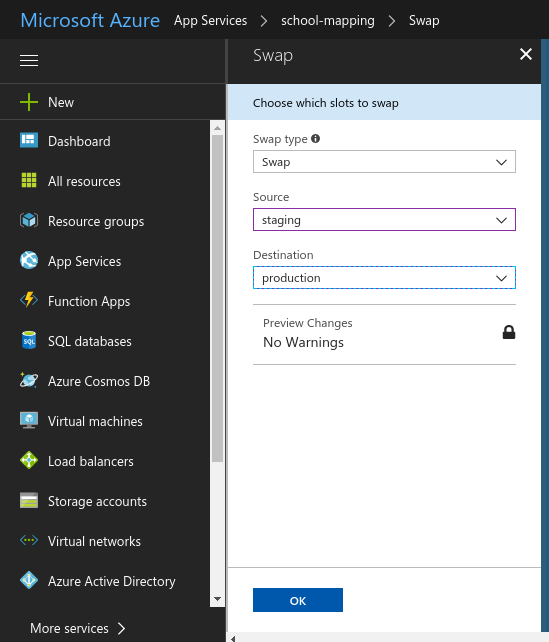 Microsoft Azure App Services > school-mapping > Swap
New
Dashboard
All resources
Resource groups
App Services
Function Apps
SQL databases
Azure Cosmos DB
Virtual machines
Load balancers
Storage accounts
Virtual networks
Azure Active Directory
More services >
Swap
Choose which slots to swap
Swap type
Swap
Source
staging
Destination
production
Preview Changes
No Warnings
OK